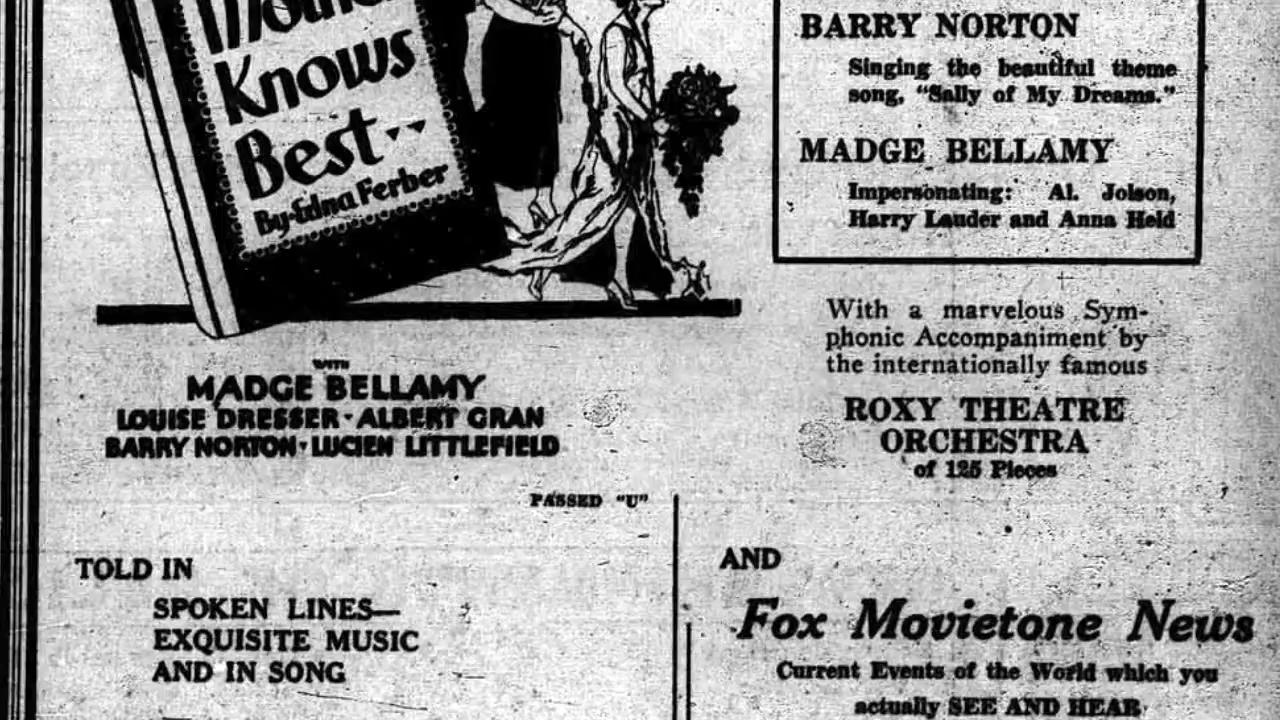 Mother
Knows
Best--
By-Edna Ferber
WITH
MADGE BELLAMY
LOUISE DRESSER - ALBERT GRAN
BARRY NORTON - LUCIEN LITTLEFIELD
PASSED "U"
TOLD IN
SPOKEN LINES—
EXQUISITE MUSIC
AND IN SONG
BARRY NORTON
Singing the beautiful theme
song, "Sally of My Dreams."
MADGE BELLAMY
Impersonating: Al. Jolson,
Harry Lauder and Anna Held
With a marvelous Sym-
phonic Accompaniment by
the internationally famous
ROXY THEATRE
ORCHESTRA
of 125 Pieces
AND
Fox Movietone News
Current Events of the World which you
actually SEE AND HEAR